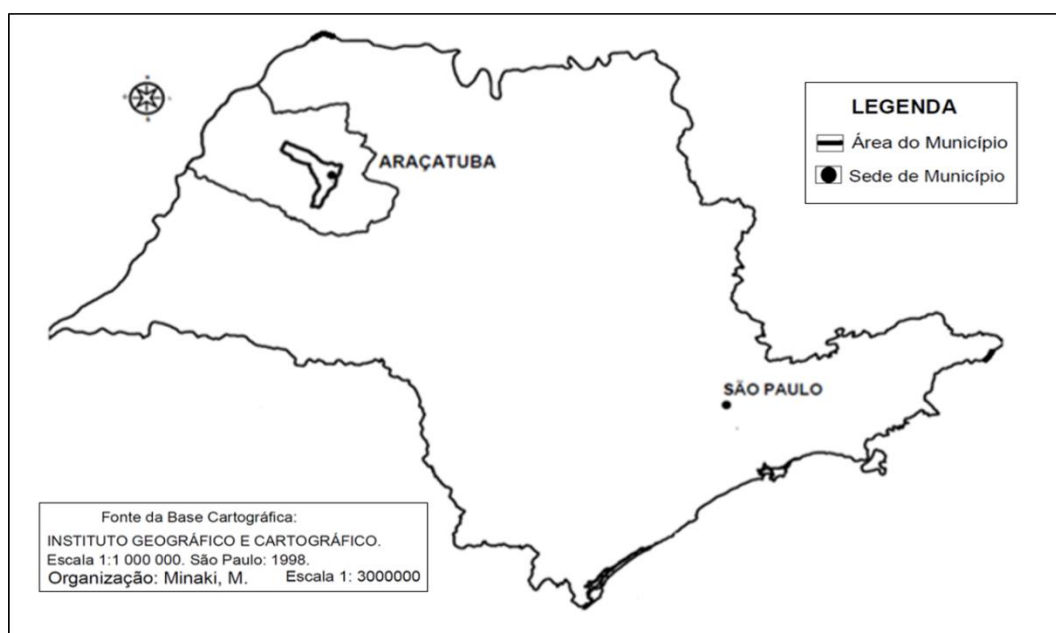 LEGENDA
Área do Município
Sede de Município
ARAÇATUBA
SÃO PAULO
Fonte da Base Cartográfica:
INSTITUTO GEOGRÁFICO E CARTOGRÁFICO.
Escala 1:1 000 000. São Paulo: 1998.
Organização: Minaki, M. Escala 1: 3000000